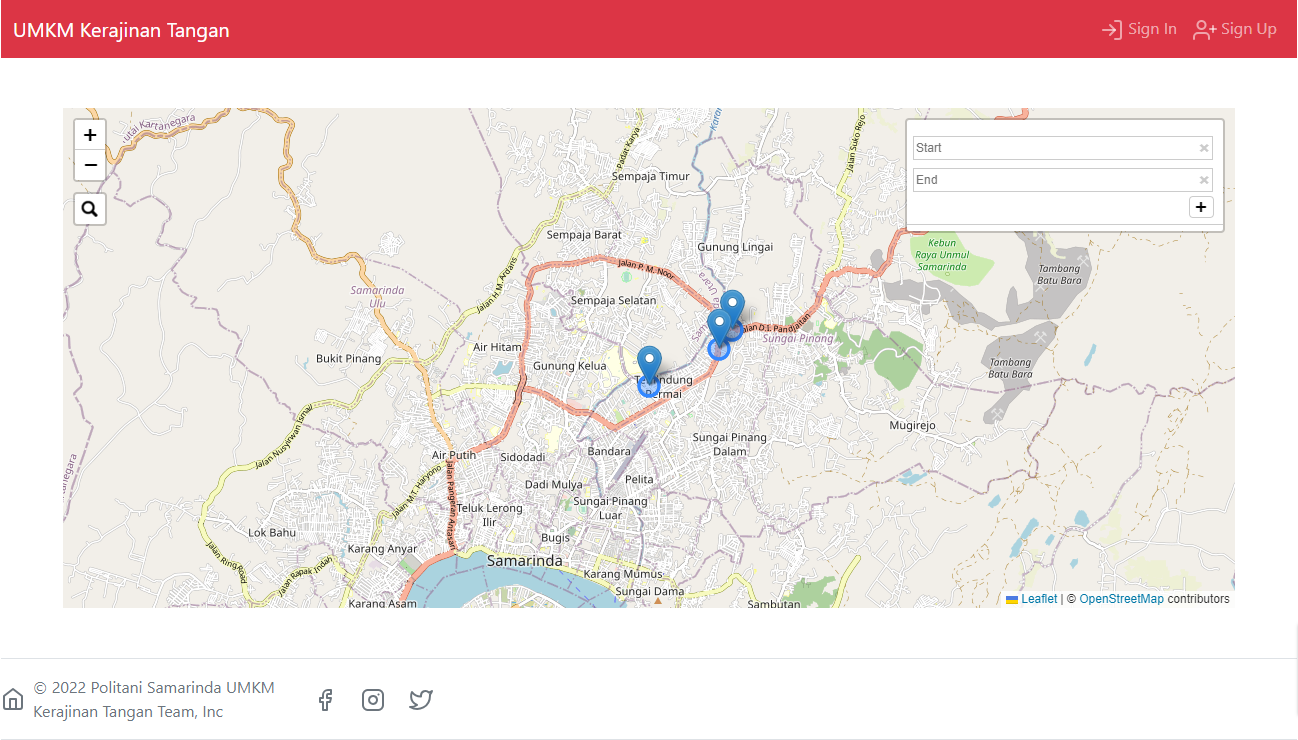 UMKM Kerajinan Tangan
Sign In
Sign Up
+
−
Start
End
+
utai Kartanegara
Padat Karya
Karan
Jalan Suko Rejo
Sempaja Timur
Sempaja Barat
Gunung Lingai
Kebun
Raya Unmul
Samarinda
Jalan P. M. Noor
Tambang
Batu Bara
Jalan H.M. Ardans
Samarinda
Ulu
Sempaja Selatan
Utara
Jalan D.I. Pandjaitan
Sungai Pinang
Air Hitam
Bukit Pinang
Gunung Kelua
Tambang
Batu Bara
Permai
Mugirejo
Jalan Nusyirwan Ismail
Sungai Pinang
Dalam
Air Putih
Sidodadi
Bandara
Kartanegara
Jalan M.T. Haryono
Jalan Pangeran Antasari
Dadi Mulya
Pelita
Sungai Pinang
Luar
Teluk Lerong
Ilir
Lok Bahu
Bugis
Karang Anyar
Jalan Ring Road
Samarinda
Jalan Rapak Indah
Karang Mumus
Sungai Dama
Karang Asam
Sambutan
Leaflet | © OpenStreetMap contributors
© 2022 Politani Samarinda UMKM
Kerajinan Tangan Team, Inc